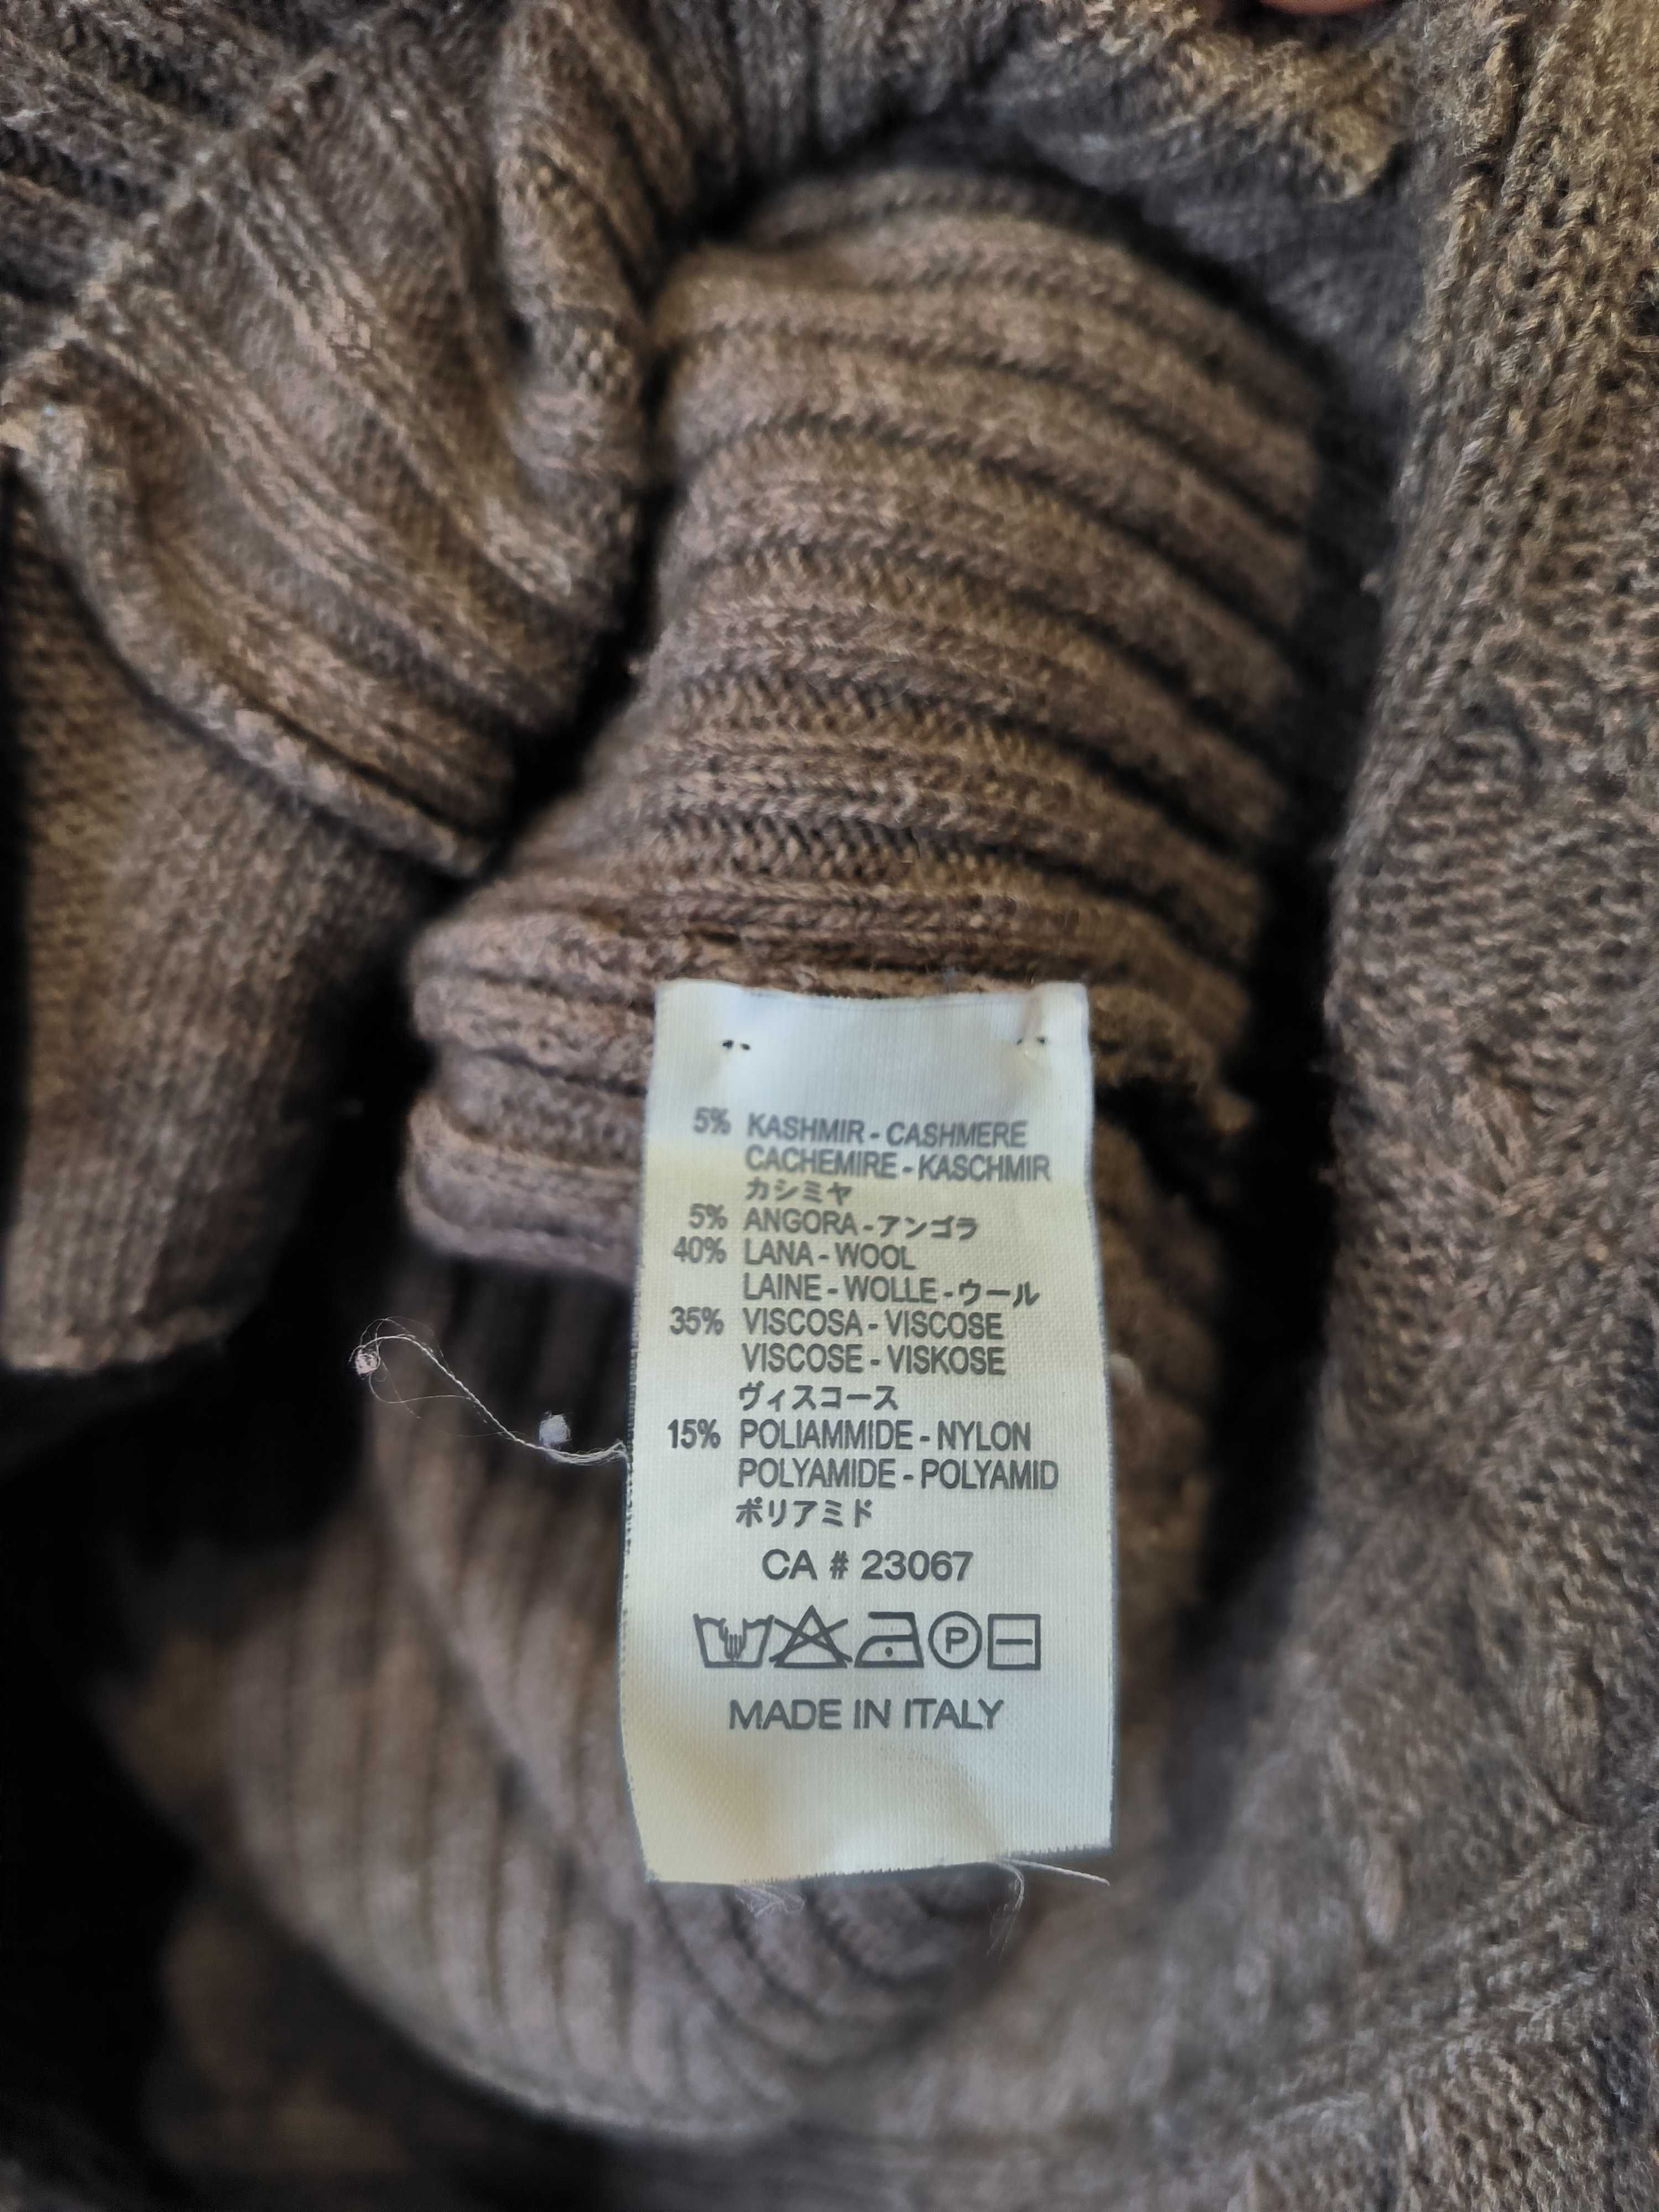 5% KASHMIR - CASHMERE
CACHEMIRE - KASCHMIR
カシミヤ
5% ANGORA - アンゴラ
40% LANA - WOOL
LAINE - WOLLE - ウール
35% VISCOSA - VISCOSE
VISCOSE - VISKOSE
ヴィスコース
15% POLIAMMIDE - NYLON
POLYAMIDE - POLYAMID
ポリアミド
CA # 23067
P
MADE IN ITALY